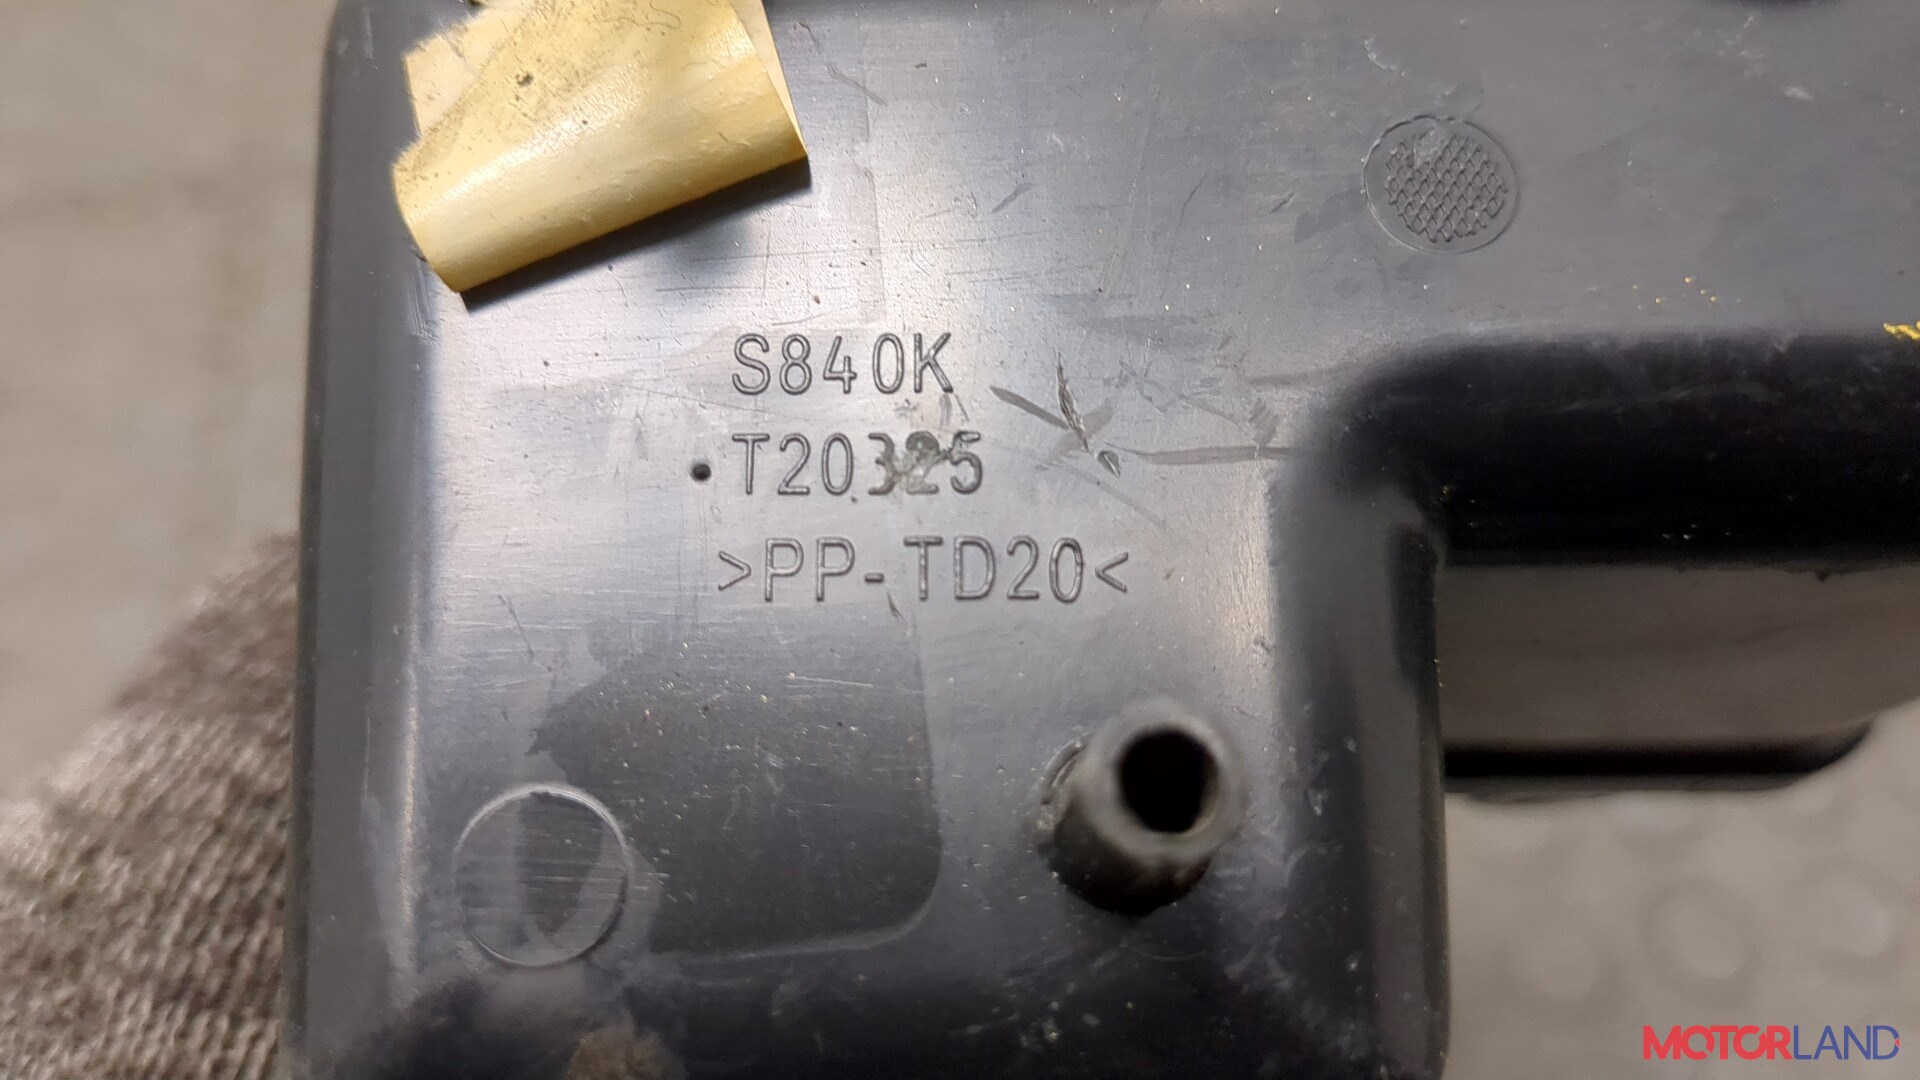 S840K
T20325
>PP-TD20<
MOTORLAND